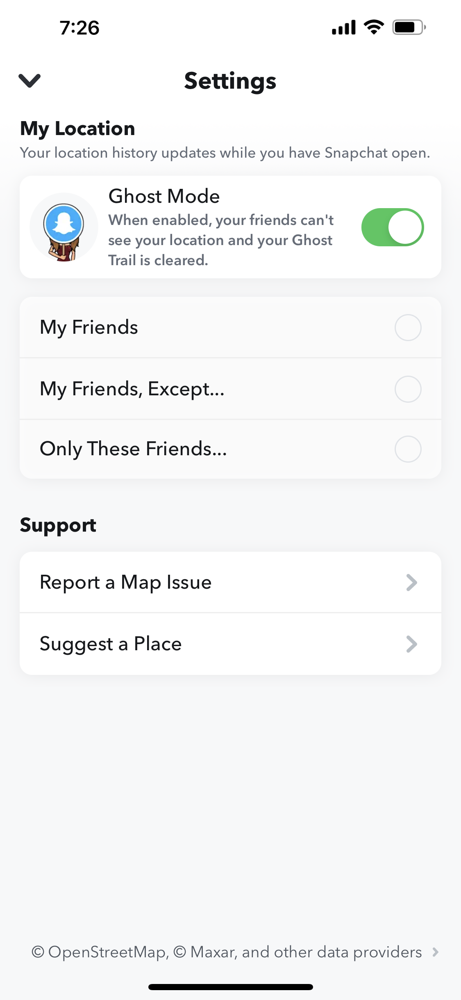 7:26
Settings
My Location
Your location history updates while you have Snapchat open.
Ghost Mode
When enabled, your friends can't
see your location and your Ghost
Trail is cleared.
My Friends
My Friends, Except...
Only These Friends...
Support
Report a Map Issue
Suggest a Place
© OpenStreetMap, © Maxar, and other data providers